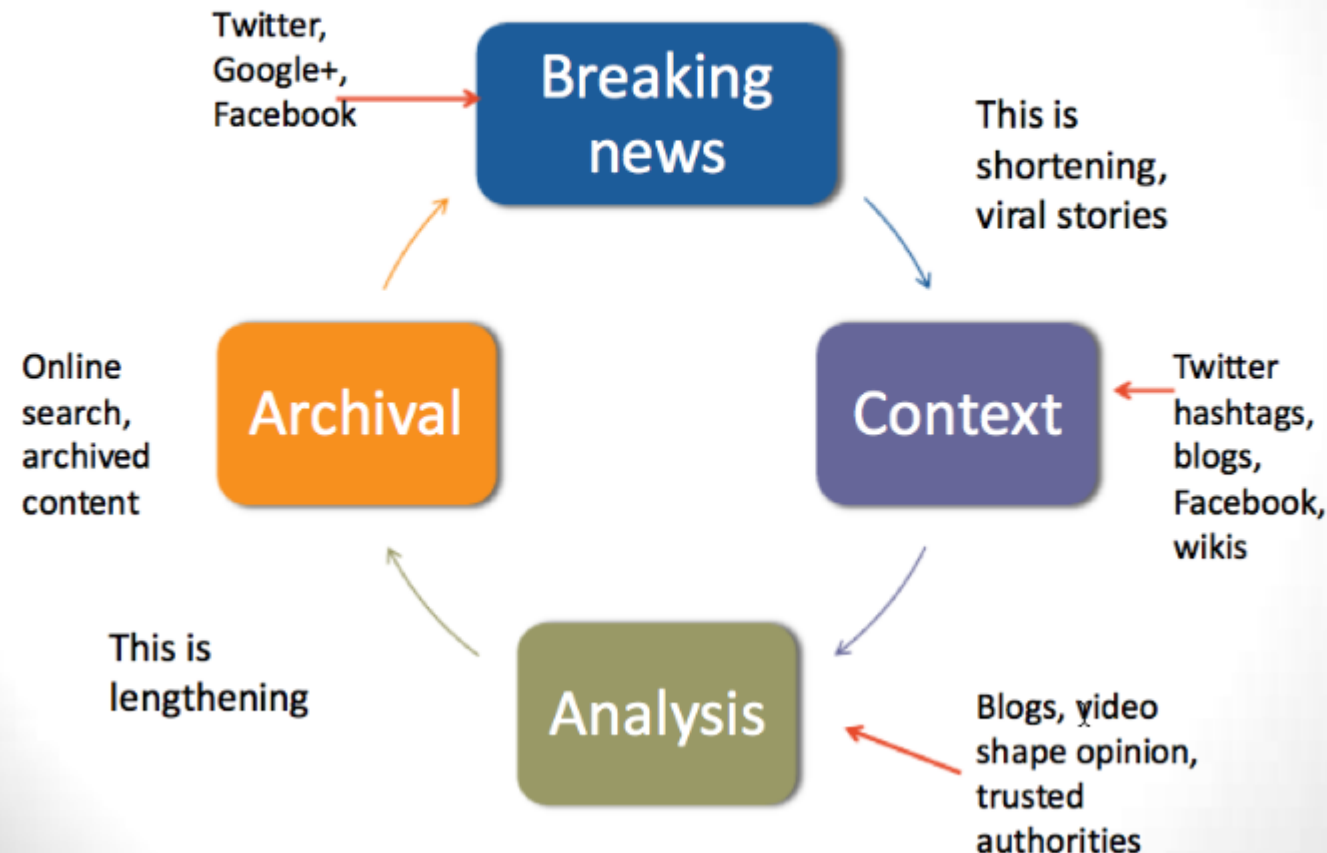 Twitter,
Google+,
Facebook
Breaking
news
This is
shortening,
viral stories
Online
search,
archived
content
Archival
Context
Twitter
hashtags,
blogs,
Facebook,
wikis
This is
lengthening
Analysis
Blogs, video
shape opinion,
trusted
authorities